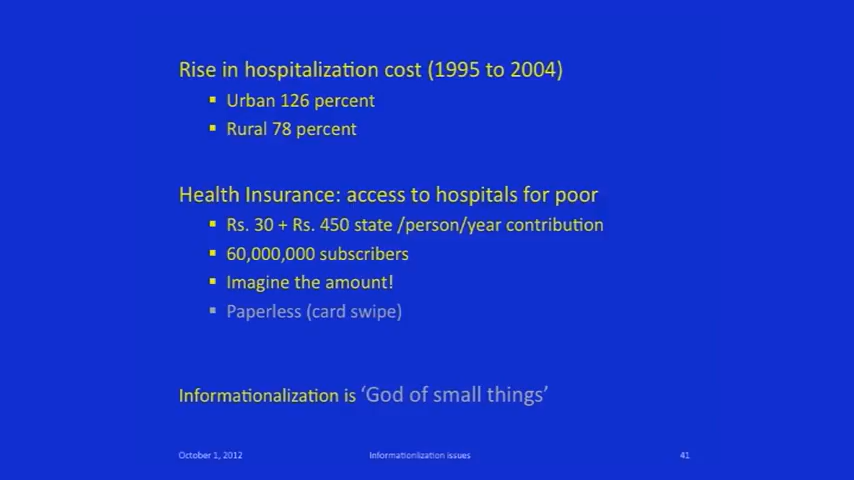 Rise in hospitalization cost (1995 to 2004)
▪ Urban 126 percent
▪ Rural 78 percent
Health Insurance: access to hospitals for poor
▪ Rs. 30 + Rs. 450 state /person/year contribution
▪ 60,000,000 subscribers
▪ Imagine the amount!
▪ Paperless (card swipe)
Informationalization is ‘God of small things’
October 1, 2012 Informationlization issues 41